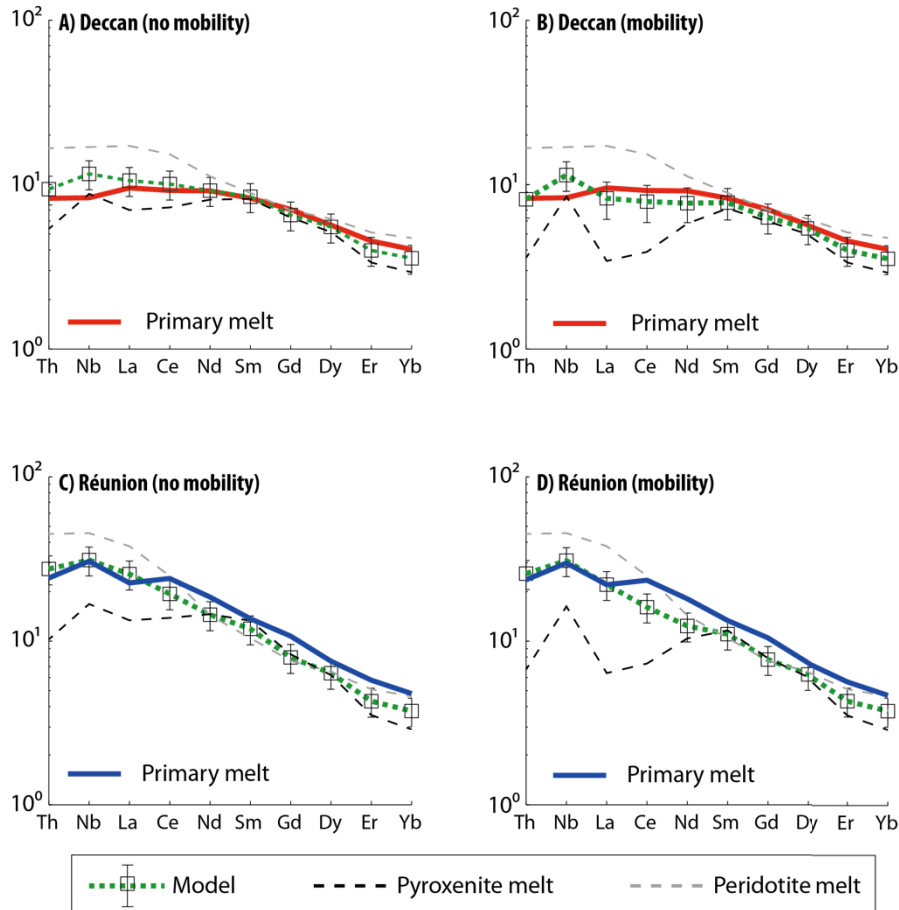 10²
A) Deccan (no mobility)
10¹
Primary melt
10⁰
Th Nb La Ce Nd Sm Gd Dy Er Yb
10²
B) Deccan (mobility)
10¹
Primary melt
10⁰
Th Nb La Ce Nd Sm Gd Dy Er Yb
10²
C) Réunion (no mobility)
10¹
Primary melt
10⁰
Th Nb La Ce Nd Sm Gd Dy Er Yb
10²
D) Réunion (mobility)
10¹
Primary melt
10⁰
Th Nb La Ce Nd Sm Gd Dy Er Yb
Model Pyroxenite melt Peridotite melt